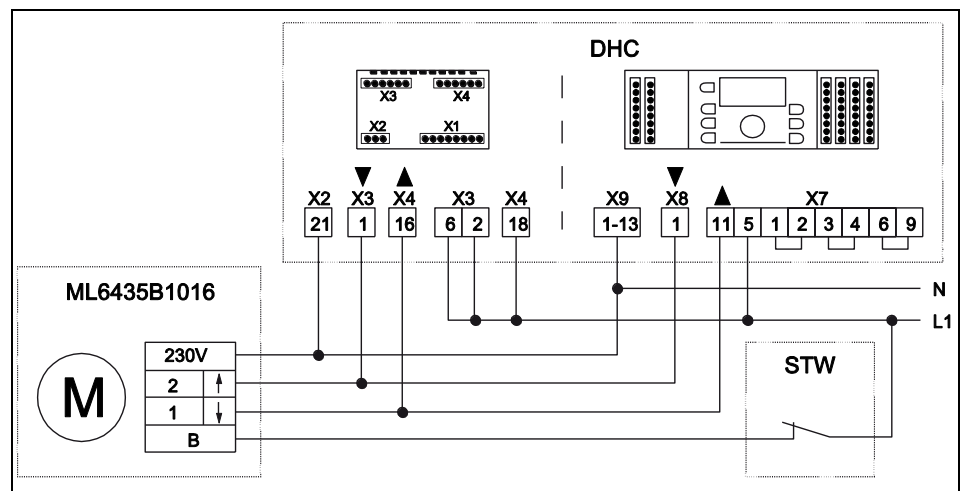 DHC
X3 X4
X2 X1
X2 X3 X4 X3 X4 X9 X8 X7
21 1 16 6 2 18 1-13 1 11 5 1 2 3 4 6 9
N
L1
ML6435B1016
STW
M
230V
2
1
B